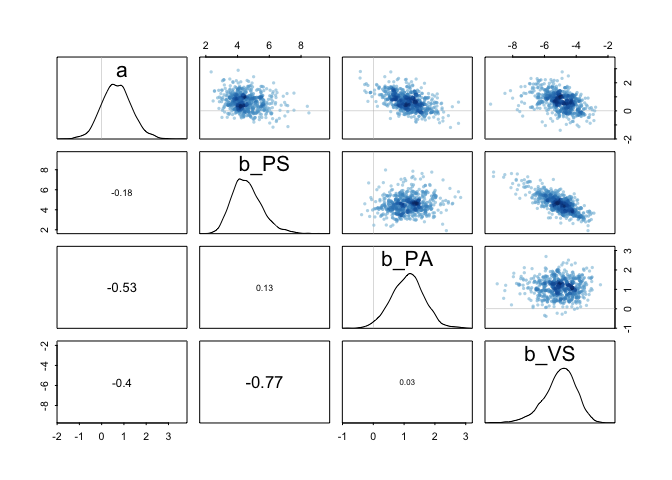 2 4 6 8
-8 -6 -4 -2
a
-2 0 2
b_PS
2 4 6 8
-0.18
b_PA
-0.53
0.13
-1 0 1 2 3
b_VS
-8 -6 -4 -2
-0.4
-0.77
0.03
-2 -1 0 1 2 3
-1 0 1 2 3